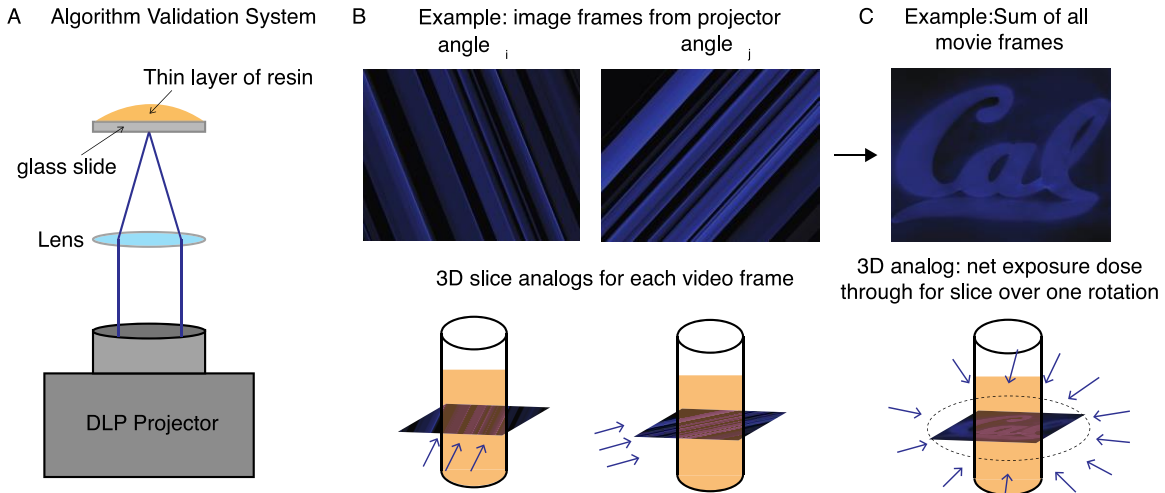 A
Algorithm Validation System
Thin layer of resin
glass slide
Lens
DLP Projector
B
Example: image frames from projector
angle i
angle j
3D slice analogs for each video frame
C
Example:Sum of all
movie frames
Cal
3D analog: net exposure dose
through for slice over one rotation